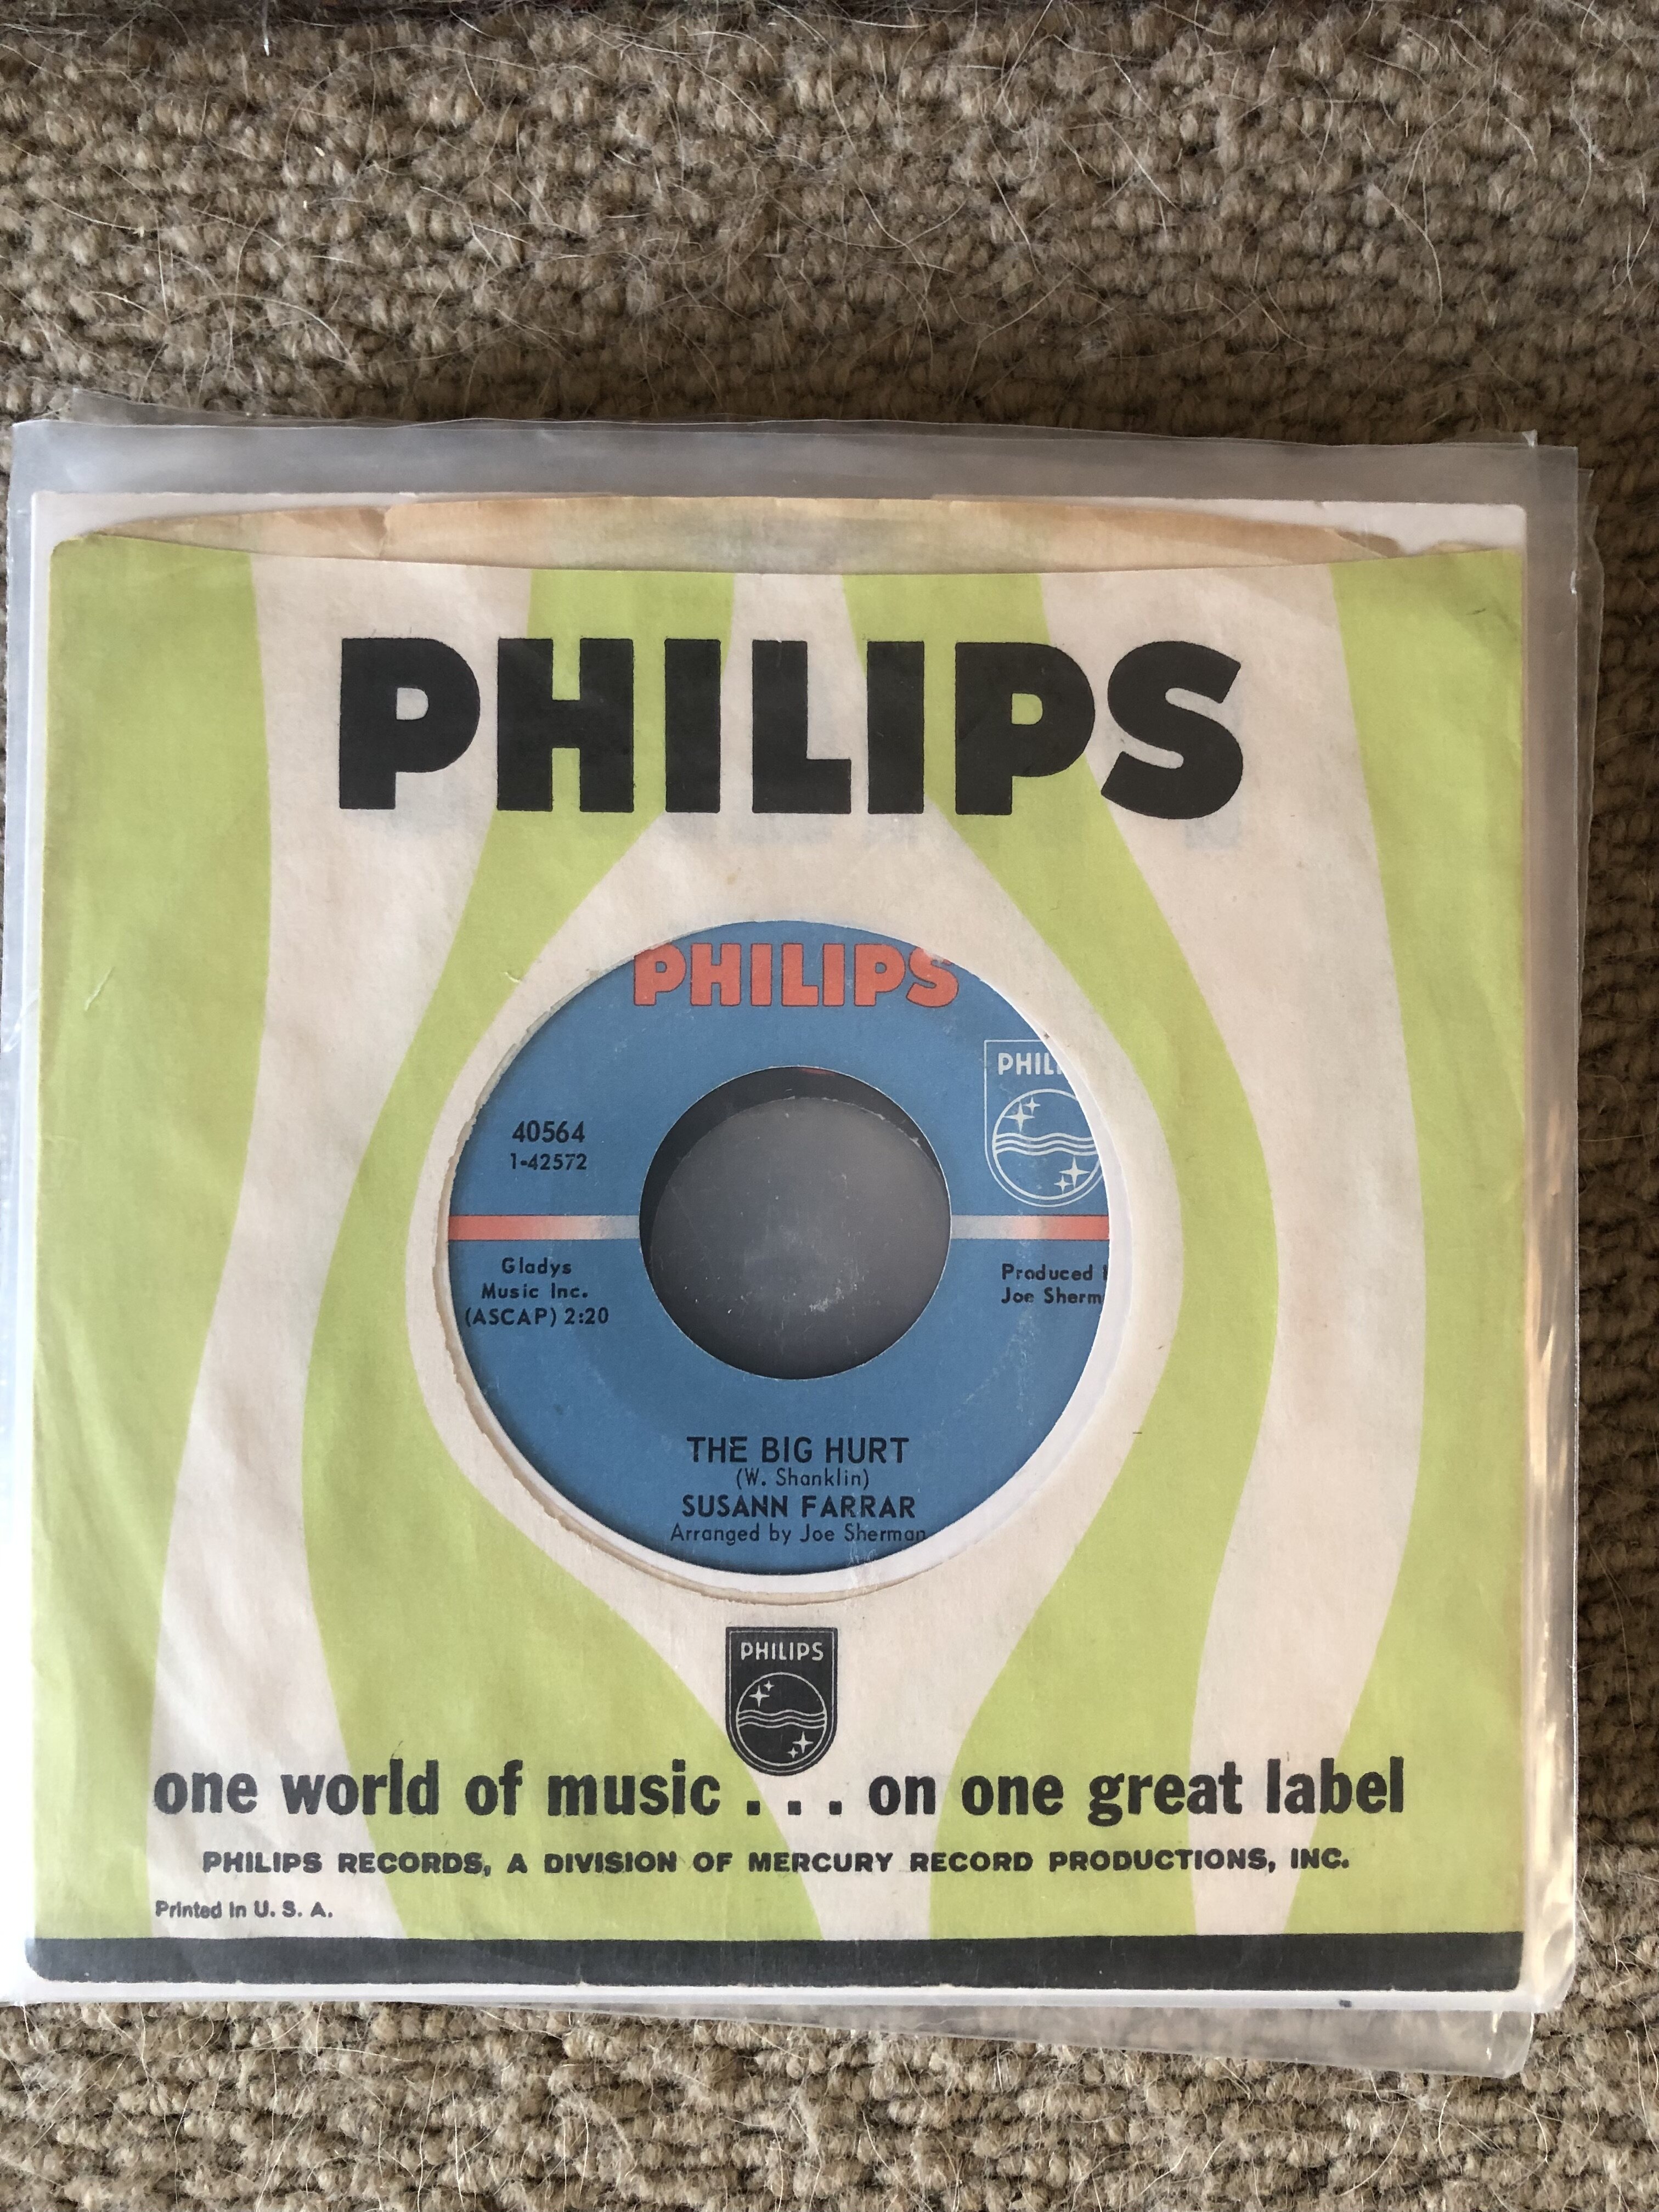 PHILIPS
PHILIPS
40564
1-42572
Gladys
Music Inc.
(ASCAP) 2:20
Produced
Joe
THE BIG HURT
(W. Shanklin)
SUSANN FARRAR
Arranged by Joe Sherman
PHILIPS
one world of music . . . on one great label
PHILIPS RECORDS, A DIVISION OF MERCURY RECORD PRODUCTIONS, INC.
Printed in U. S. A.